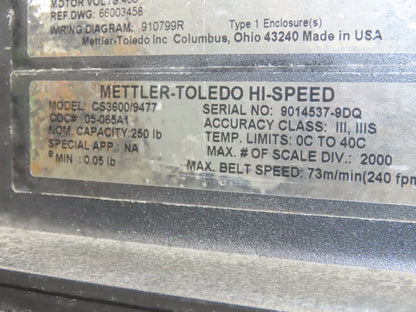 MOTOR VOLT
REF.DWG: 66003458
WIRING DIAGRAM: 910799R Type 1 Enclosure(s)
Mettler-Toledo Inc Columbus, Ohio 43240 Made in USA
METTLER-TOLEDO HI-SPEED
MODEL: CS3600/9477 SERIAL NO: 9014537-9DQ
COC#: 05-065A1 ACCURACY CLASS: III, IIIS
NOM. CAPACITY:250 lb TEMP. LIMITS: 0C TO 40C
SPECIAL APP.: NA MAX. # OF SCALE DIV.: 2000
e MIN : 0.05 lb MAX. BELT SPEED: 73m/min(240 fpm